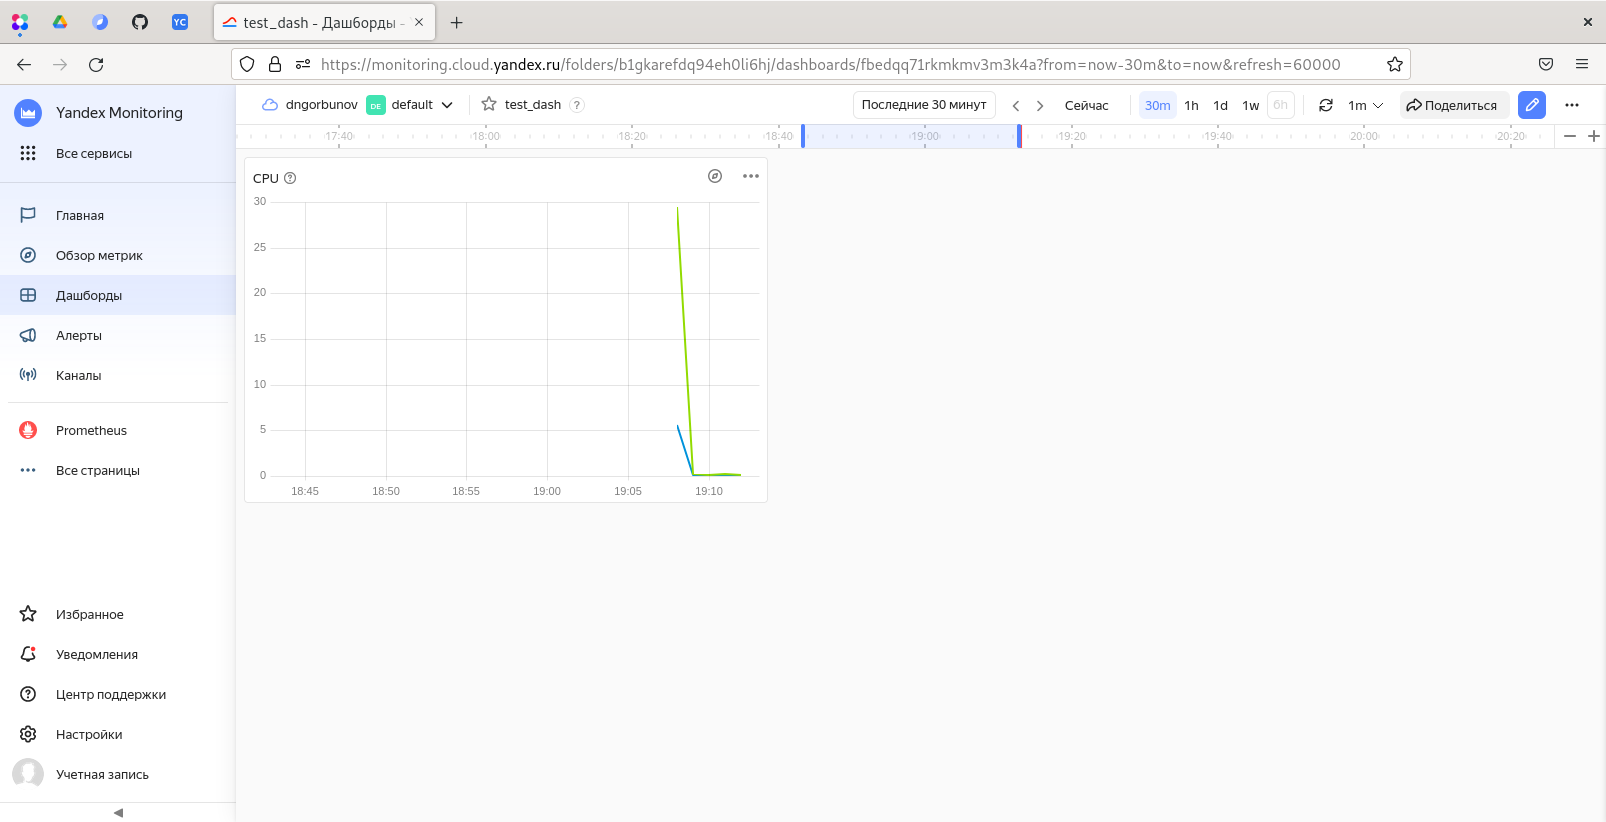 YC
test_dash - Дашборды -
https://monitoring.cloud.yandex.ru/folders/b1gkarefdq94eh0li6hj/dashboards/fbedqq71rkmkmv3m3k4a?from=now-30m&to=now&refresh=60000
Yandex Monitoring
Все сервисы
Главная
Обзор метрик
Дашборды
Алерты
Каналы
Prometheus
Все страницы
Избранное
Уведомления
Центр поддержки
Настройки
Учетная запись
dngorbunov DE default test_dash ? Последние 30 минут Сейчас 30m 1h 1d 1w 6h 1m Поделиться
17:40 18:00 18:20 18:40 19:00 19:20 19:40 20:00 20:20
CPU ?
30
25
20
15
10
5
0
18:45 18:50 18:55 19:00 19:05 19:10